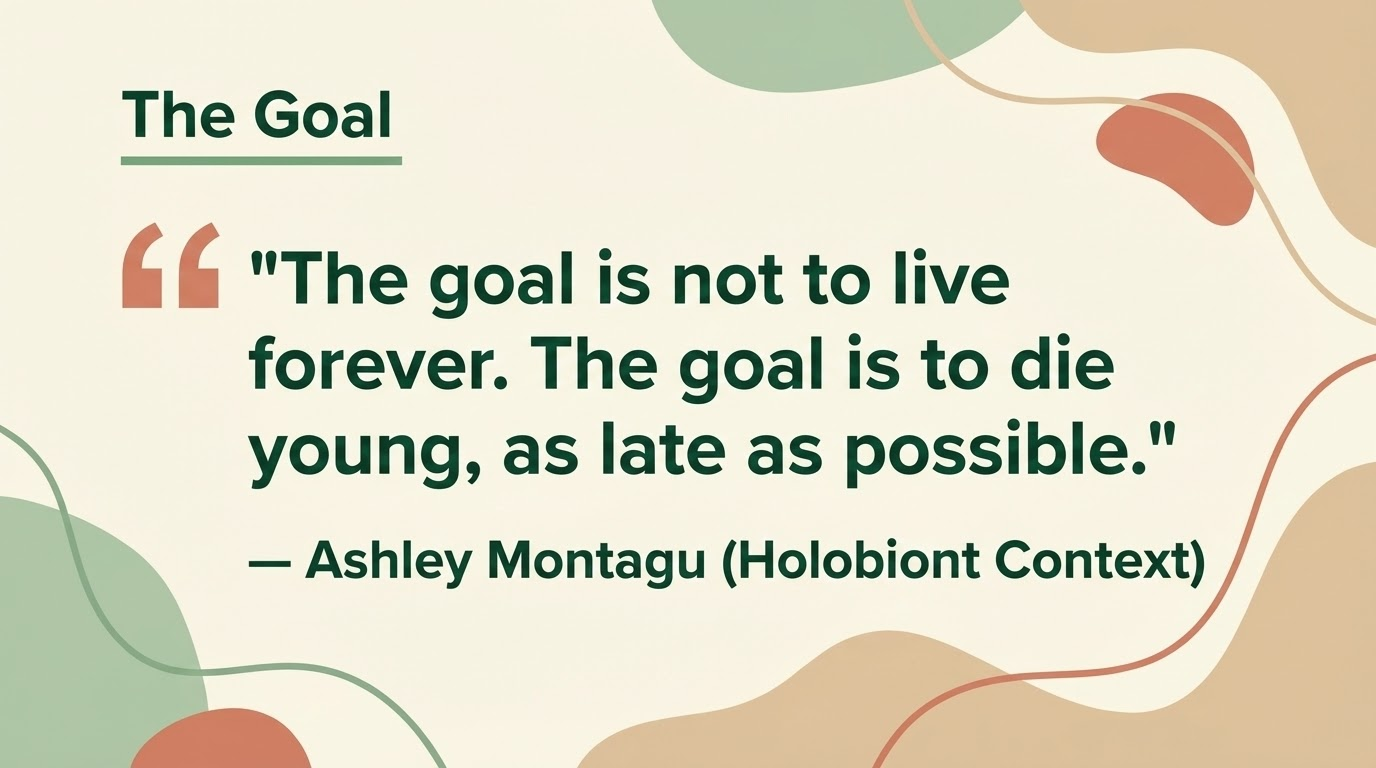 The Goal
"The goal is not to live
forever. The goal is to die
young, as late as possible."
— Ashley Montagu (Holobiont Context)